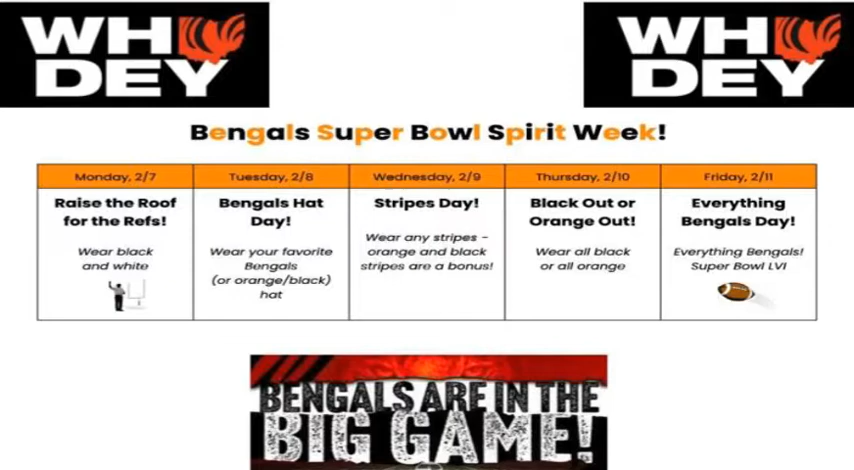 WHO DEY
WHO DEY
Bengals Super Bowl Spirit Week!
Monday, 2/7
Tuesday, 2/8
Wednesday, 2/9
Thursday, 2/10
Friday, 2/11
Raise the Roof
for the Refs!
Wear black
and white
Bengals Hat
Day!
Wear your favorite
Bengals
(or orange/black)
hat
Stripes Day!
Wear any stripes -
orange and black
stripes are a bonus!
Black Out or
Orange Out!
Wear all black
or all orange
Everything
Bengals Day!
Everything Bengals!
Super Bowl LVI
BENGALS ARE IN THE
BIG GAME!